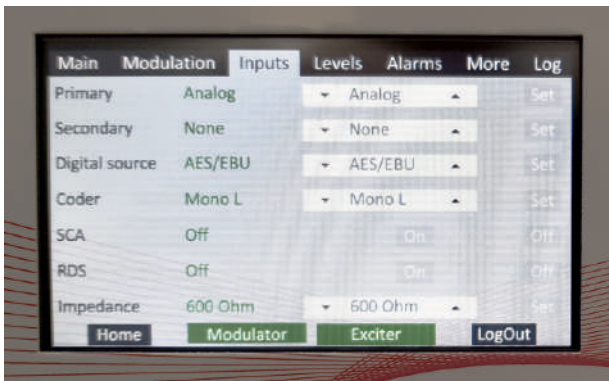 Main Modulation Inputs Levels Alarms More Log
Primary Analog Analog Set
Secondary None None Set
Digital source AES/EBU AES/EBU Set
Coder Mono L Mono L Set
SCA Off On Off
RDS Off On Off
Impedance 600 Ohm 600 Ohm Set
Home Modulator Exciter LogOut